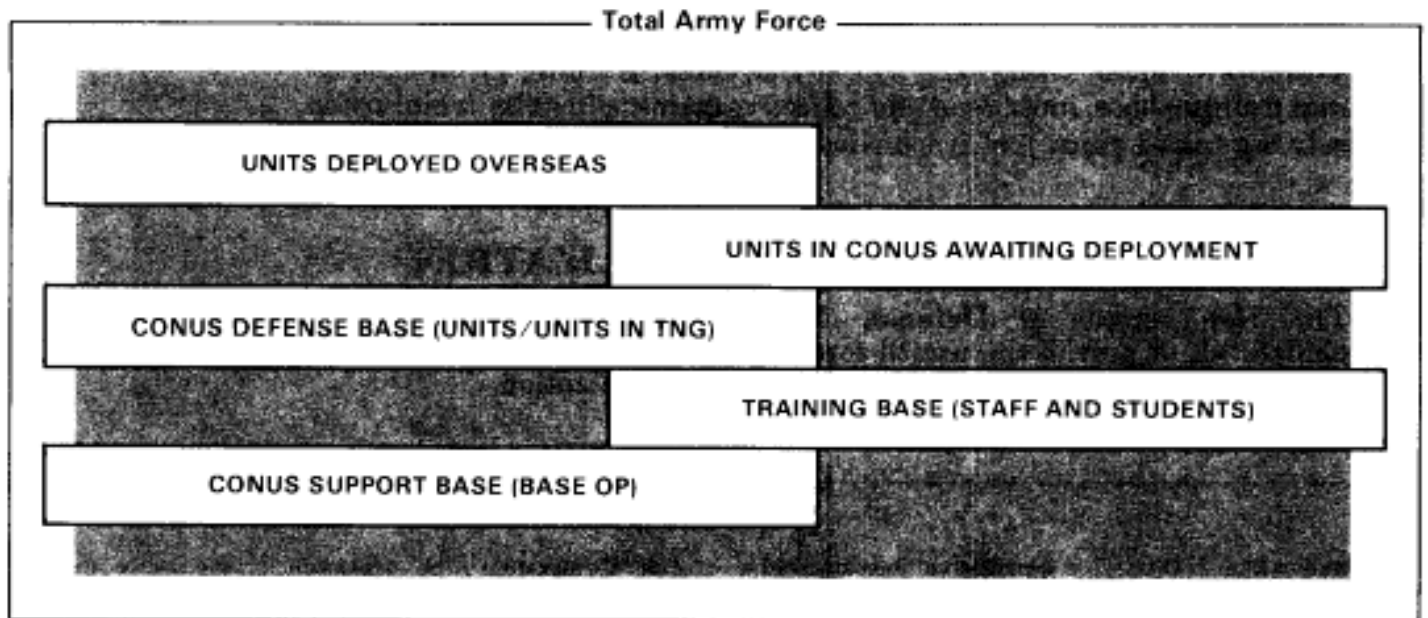 Total Army Force
UNITS DEPLOYED OVERSEAS
UNITS IN CONUS AWAITING DEPLOYMENT
CONUS DEFENSE BASE (UNITS/UNITS IN TNG)
TRAINING BASE (STAFF AND STUDENTS)
CONUS SUPPORT BASE (BASE OP)